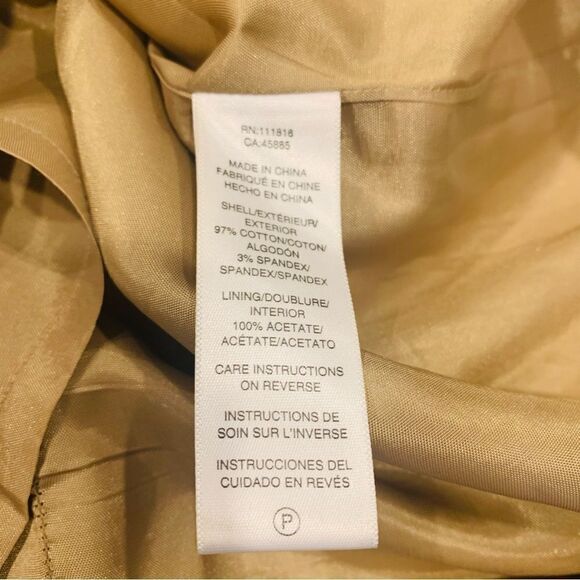 RN:111818
CA:45885
MADE IN CHINA
FABRIQUÉ EN CHINE
HECHO EN CHINA
SHELL/EXTÉRIEUR/
EXTERIOR
97% COTTON/COTON/
ALGODÓN
3% SPANDEX/
SPANDEX/SPANDEX
LINING/DOUBLURE/
INTERIOR
100% ACETATE/
ACÉTATE/ACETATO
CARE INSTRUCTIONS
ON REVERSE
INSTRUCTIONS DE
SOIN SUR L'INVERSE
INSTRUCCIONES DEL
CUIDADO EN REVÉS
P